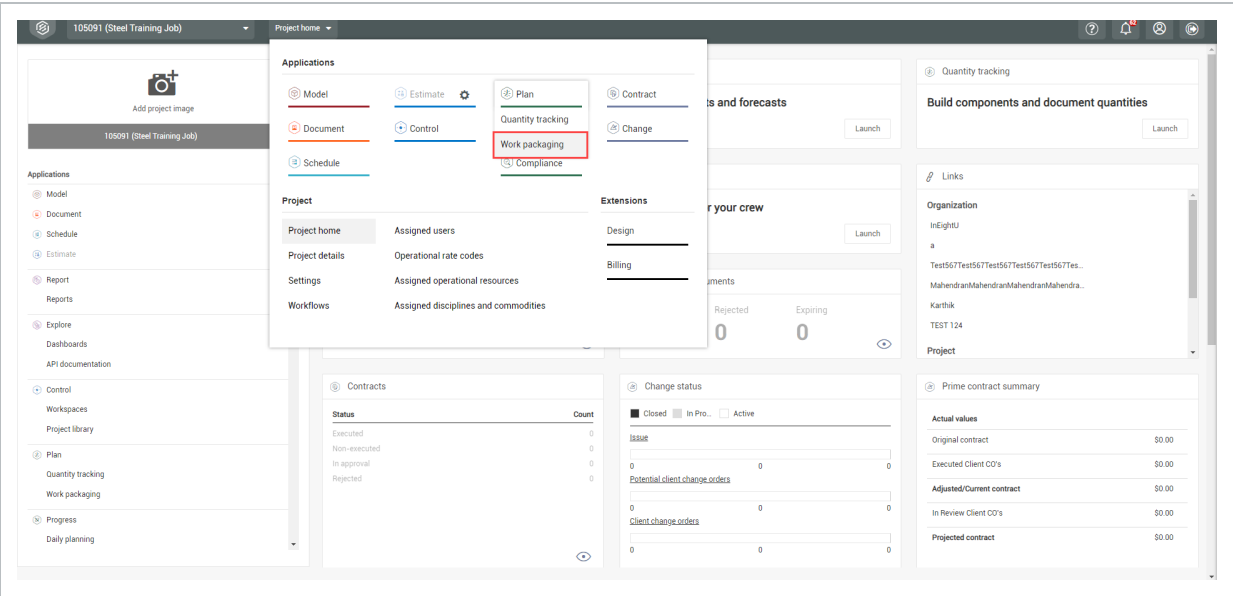 105091 (Steel Training Job)
Project home
62
Add project image
105091 (Steel Training Job)
Applications
Model
Document
Schedule
Estimate
Report
Reports
Explore
Dashboards
API documentation
Control
Workspaces
Project library
Plan
Quantity tracking
Work packaging
Progress
Daily planning
Applications
Model
Estimate
Plan
Contract
Quantity tracking
Document
Control
Change
Work packaging
Schedule
Compliance
Project
Extensions
Project home
Assigned users
Design
Project details
Operational rate codes
Billing
Settings
Assigned operational resources
Workflows
Assigned disciplines and commodities
ts and forecasts
Launch
r your crew
Launch
uments
Rejected
Expiring
0
0
Quantity tracking
Build components and document quantities
Launch
Links
Organization
InEightU
a
Test567Test567Test567Test567Test567Tes...
MahendranMahendranMahendranMahendra...
Karthik
TEST 124
Project
Contracts
Status Count
Executed 0
Non-executed 0
In approval 0
Rejected 0
Change status
Closed In Pro... Active
Issue
0 0 0
Potential client change orders
0 0 0
Client change orders
0 0 0
Prime contract summary
Actual values
Original contract $0.00
Executed Client CO's $0.00
Adjusted/Current contract $0.00
In Review Client CO's $0.00
Projected contract $0.00